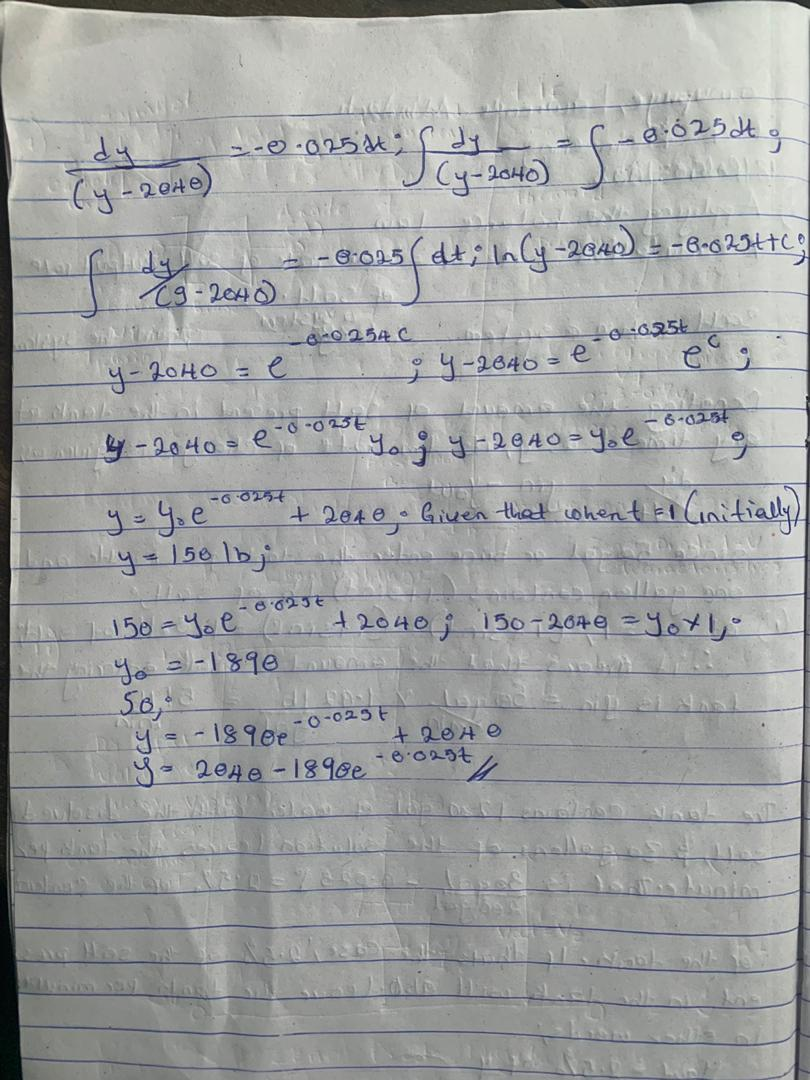 dy/(y-2040) = -0.025dt; ∫dy/(y-2040) = ∫-0.025dt;
∫dy/(y-2040) = -0.025∫dt; ln(y-2040) = -0.025t+C;
y-2040 = e^(-0.025t+C); y-2040 = e^(-0.025t) e^C;
y-2040 = e^(-0.025t) y₀; y-2040 = y₀e^(-0.025t);
y = y₀e^(-0.025t) + 2040; Given that when t=1 (initially)
y = 150 lb;
150 = y₀e^(-0.025t) + 2040; 150-2040 = y₀×1;
y₀ = -1890
So,
y = -1890e^(-0.025t) + 2040
y = 2040 - 1890e^(-0.025t) //